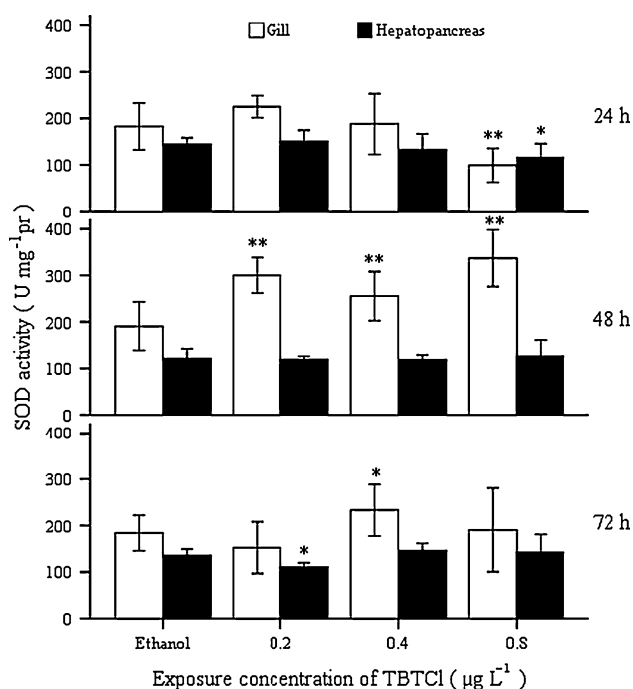 SOD activity ( U mg⁻¹pr)
Gill
Hepatopancreas
400
300
200
100
0
** *
24 h
400
300
200
100
0
** ** **
48 h
400
300
200
100
0
* *
72 h
Ethanol 0.2 0.4 0.8
Exposure concentration of TBTCl ( µg L⁻¹)